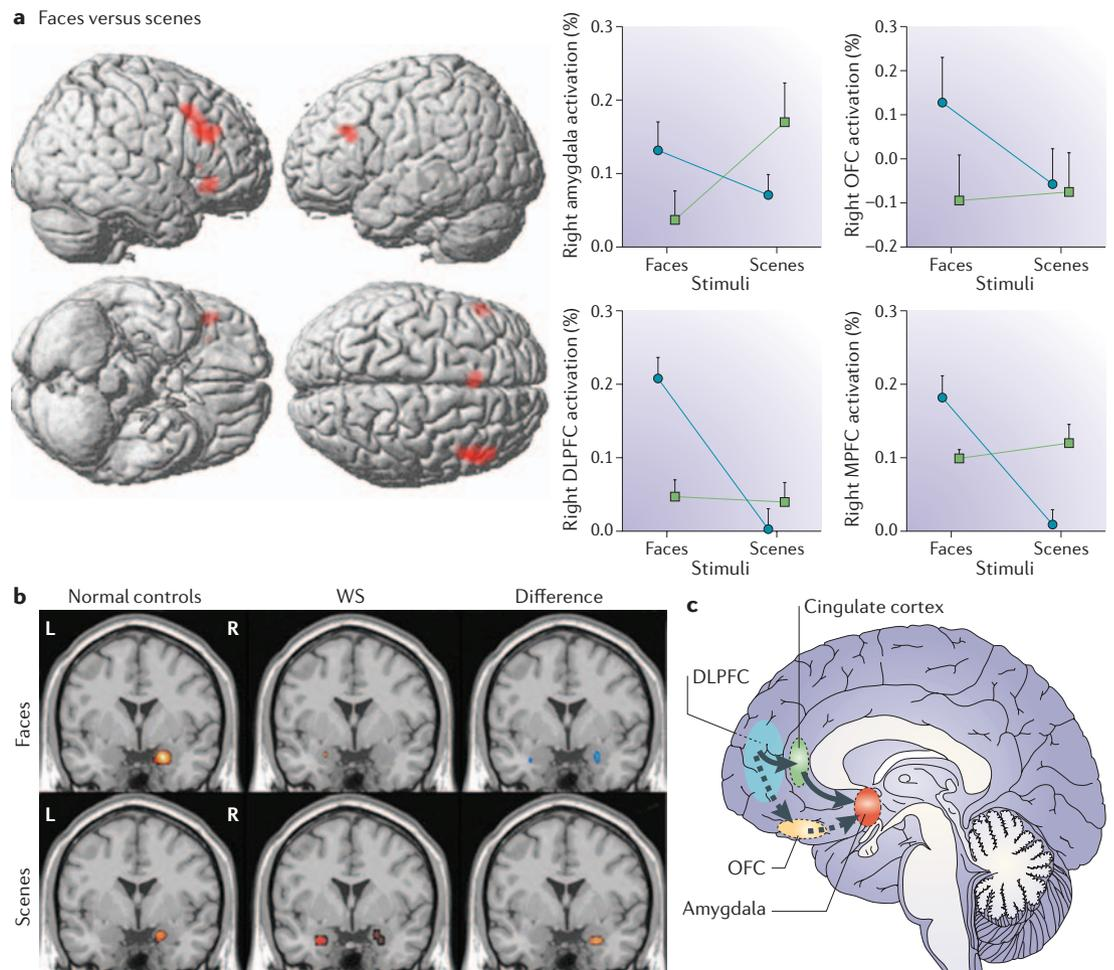 a Faces versus scenes
Right amygdala activation (%)
0.3
0.2
0.1
0.0
Faces
Scenes
Stimuli
Right OFC activation (%)
0.3
0.2
0.1
0.0
−0.1
−0.2
Faces
Scenes
Stimuli
Right DLPFC activation (%)
0.3
0.2
0.1
0.0
Faces
Scenes
Stimuli
Right MPFC activation (%)
0.3
0.2
0.1
0.0
Faces
Scenes
Stimuli
b
Normal controls
WS
Difference
Faces
L
R
Scenes
L
R
c
Cingulate cortex
DLPFC
OFC
Amygdala